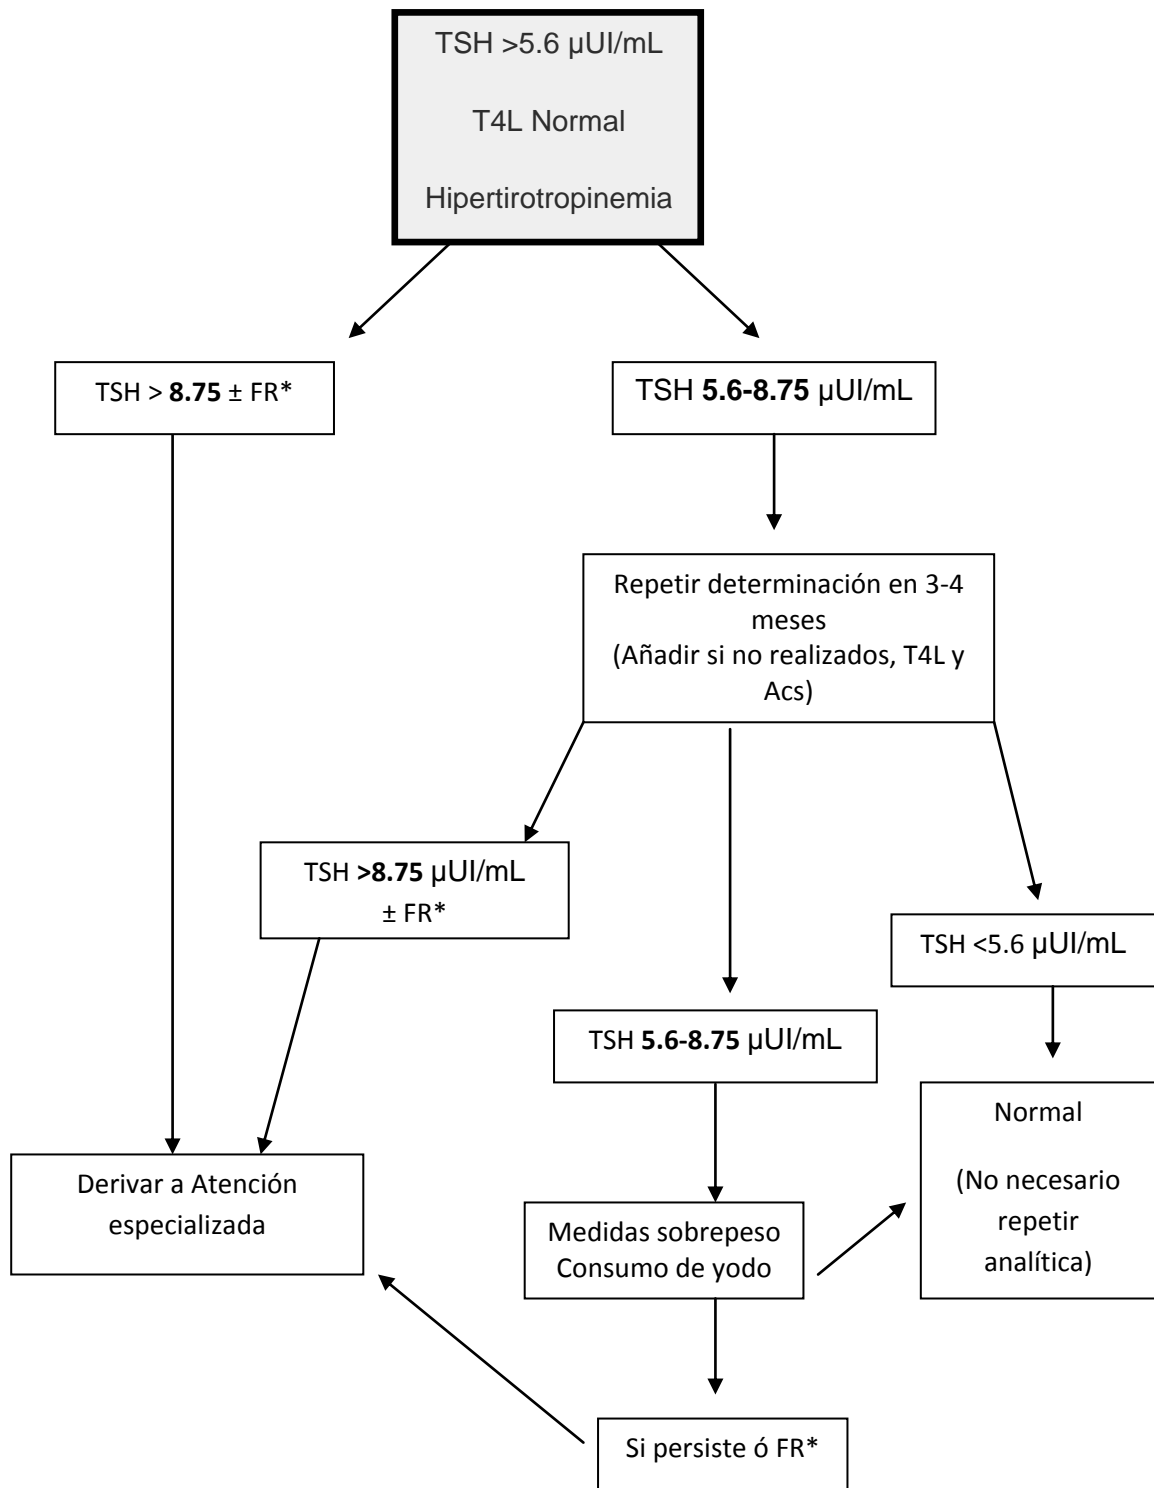 TSH >5.6 µUI/mL
T4L Normal
Hipertirotropinemia
TSH > 8.75 ± FR*
TSH 5.6-8.75 µUI/mL
Repetir determinación en 3-4
meses
(Añadir si no realizados, T4L y
Acs)
TSH >8.75 µUI/mL
± FR*
TSH <5.6 µUI/mL
TSH 5.6-8.75 µUI/mL
Normal
(No necesario
repetir
analítica)
Derivar a Atención
especializada
Medidas sobrepeso
Consumo de yodo
Si persiste ó FR*